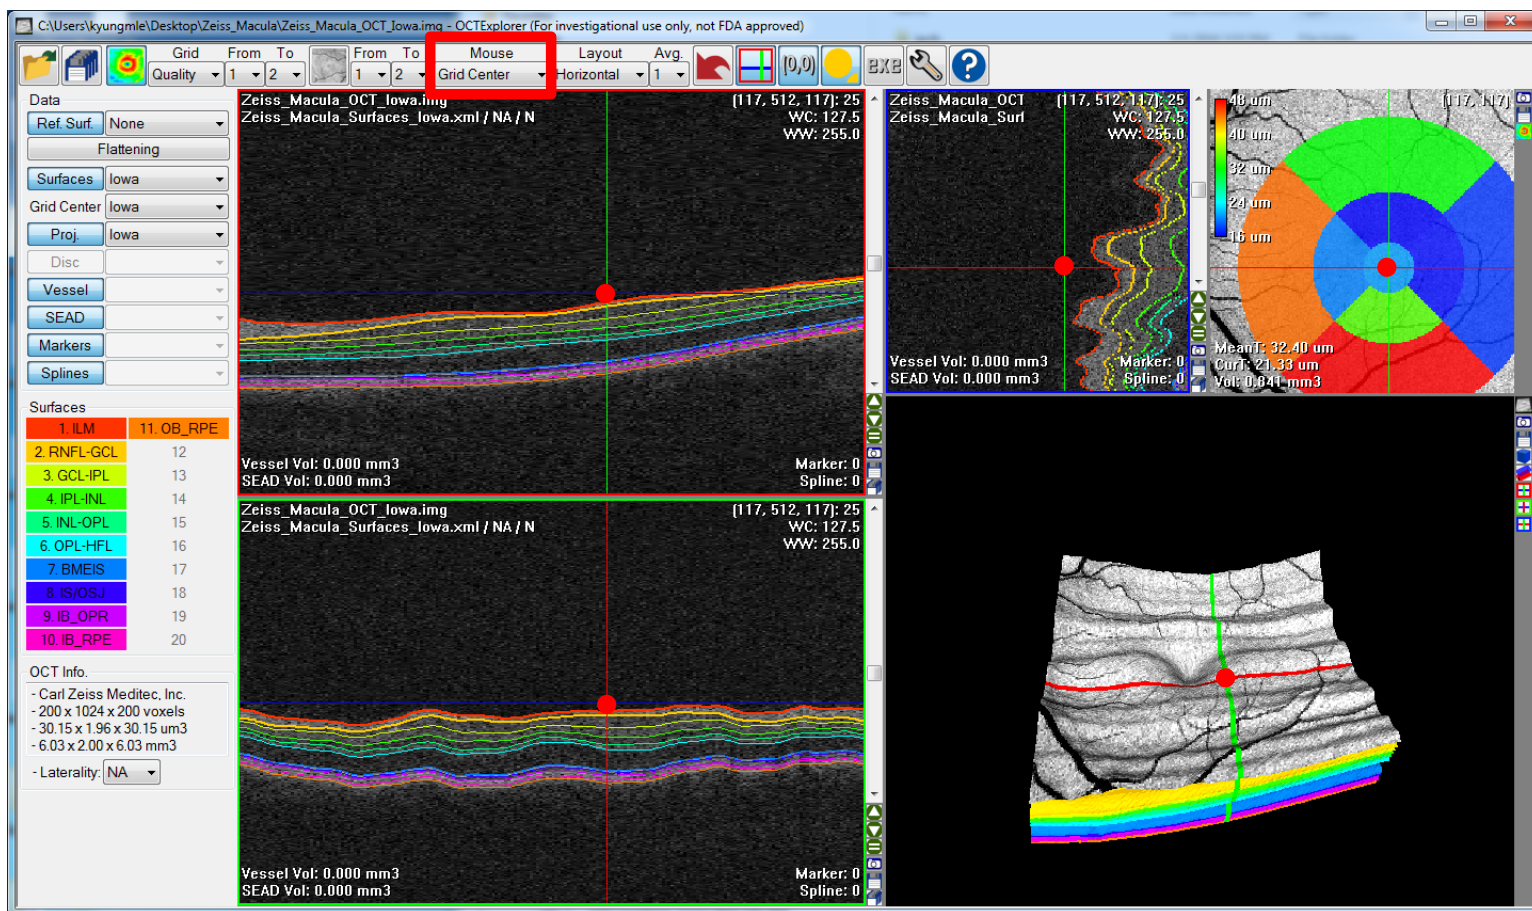 C:\Users\kyungmle\Desktop\Zeiss_Macula\Zeiss_Macula_OCT_Iowa.img - OCTExplorer (For investigational use only, not FDA approved)
Grid From To From To Mouse Layout Avg.
Quality 1 2 1 2 Grid Center Horizontal 1 (0,0) EXE ?
Data
Ref. Surf. None
Flattening
Surfaces Iowa
Grid Center Iowa
Proj. Iowa
Disc
Vessel
SEAD
Markers
Splines
Surfaces
1. ILM 11. OB_RPE
2. RNFL-GCL 12
3. GCL-IPL 13
4. IPL-INL 14
5. INL-OPL 15
6. OPL-HFL 16
7. BMEIS 17
8. IS/OSJ 18
9. IB_OPR 19
10. IB_RPE 20
OCT Info.
- Carl Zeiss Meditec, Inc.
- 200 x 1024 x 200 voxels
- 30.15 x 1.96 x 30.15 um3
- 6.03 x 2.00 x 6.03 mm3
- Laterality: NA
Zeiss_Macula_OCT_Iowa.img [117, 512, 117]: 25
Zeiss_Macula_Surfaces_Iowa.xml / NA / N WC: 127.5
WW: 255.0
Vessel Vol: 0.000 mm3 Marker: 0
SEAD Vol: 0.000 mm3 Spline: 0
Zeiss_Macula_OCT [117, 512, 117]: 25
Zeiss_Macula_Surf WC: 127.5
WW: 255.0
Vessel Vol: 0.000 mm3 Marker: 0
SEAD Vol: 0.000 mm3 Spline: 0
48 um [117, 117]
40 um
32 um
24 um
16 um
MeanT: 32.40 um
CurT: 21.33 um
Vol: 0.841 mm3
Zeiss_Macula_OCT_Iowa.img [117, 512, 117]: 25
Zeiss_Macula_Surfaces_Iowa.xml / NA / N WC: 127.5
WW: 255.0
Vessel Vol: 0.000 mm3 Marker: 0
SEAD Vol: 0.000 mm3 Spline: 0